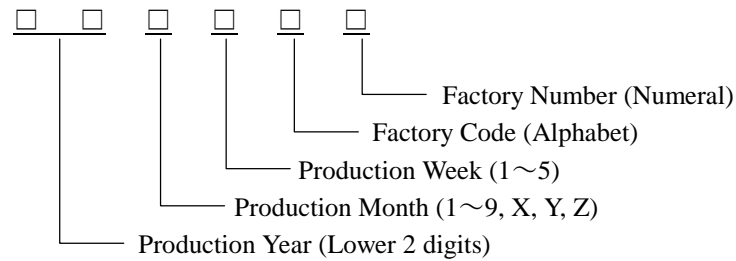 □ □ □ □ □ □
Factory Number (Numeral)
Factory Code (Alphabet)
Production Week (1～5)
Production Month (1～9, X, Y, Z)
Production Year (Lower 2 digits)